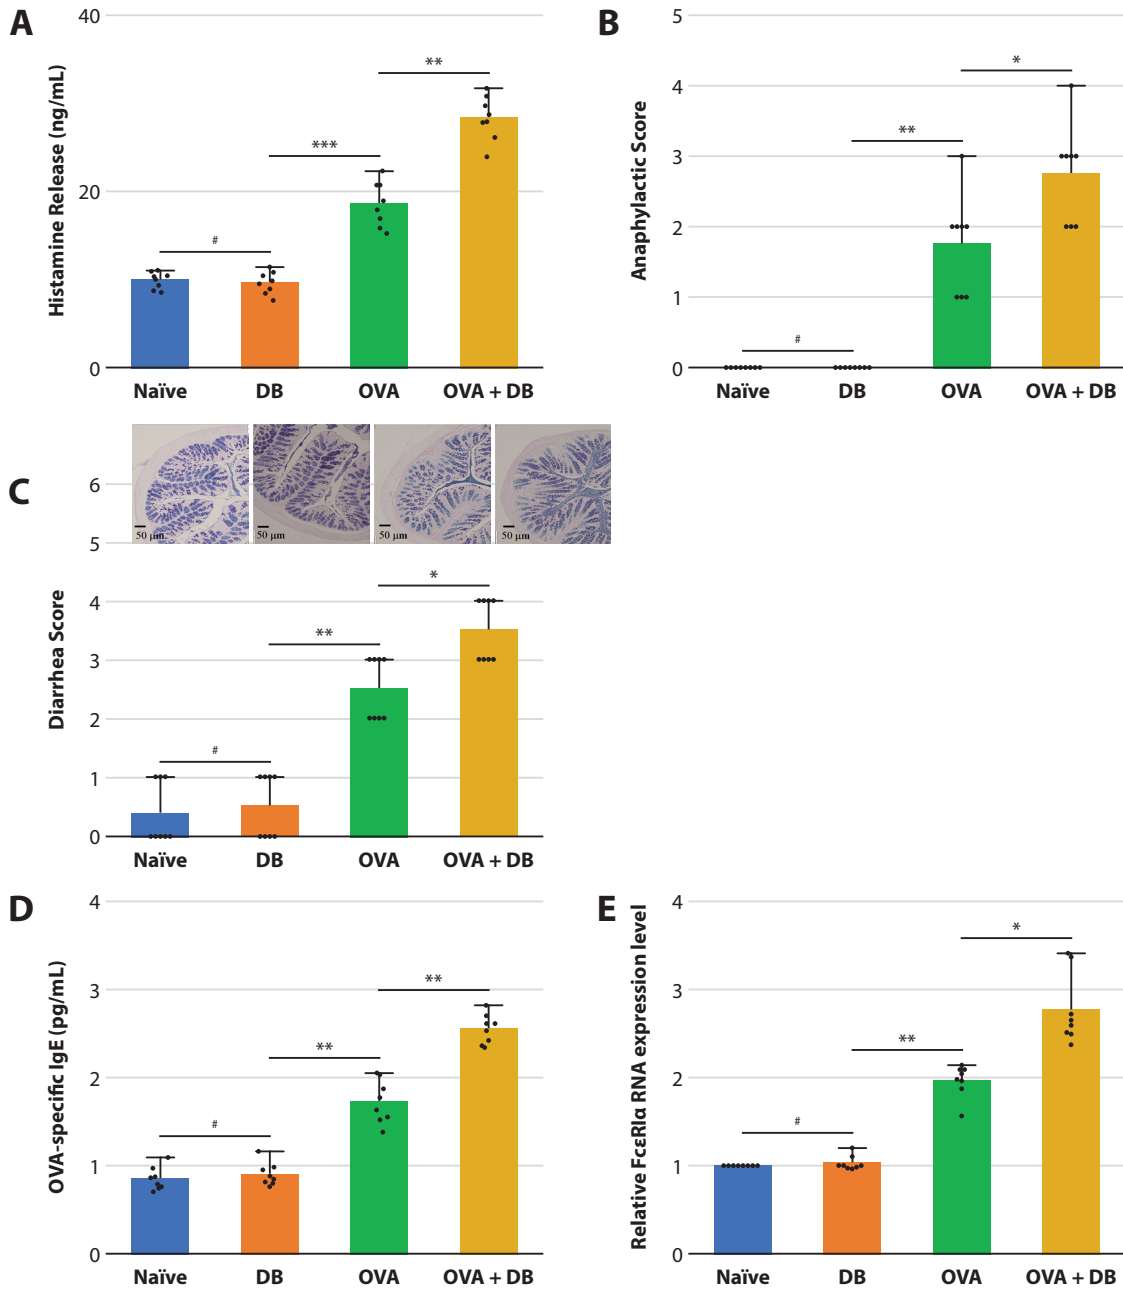 A
40
20
0
Histamine Release (ng/mL)
#
***
**
Naïve DB OVA OVA + DB
B
5
4
3
2
1
0
Anaphylactic Score
#
**
*
Naïve DB OVA OVA + DB
C
50 µm 50 µm 50 µm 50 µm
6
5
4
3
2
1
0
Diarrhea Score
#
**
*
Naïve DB OVA OVA + DB
D
4
3
2
1
0
OVA-specific IgE (pg/mL)
#
**
**
Naïve DB OVA OVA + DB
E
4
3
2
1
0
Relative FcεRIα RNA expression level
#
**
*
Naïve DB OVA OVA + DB